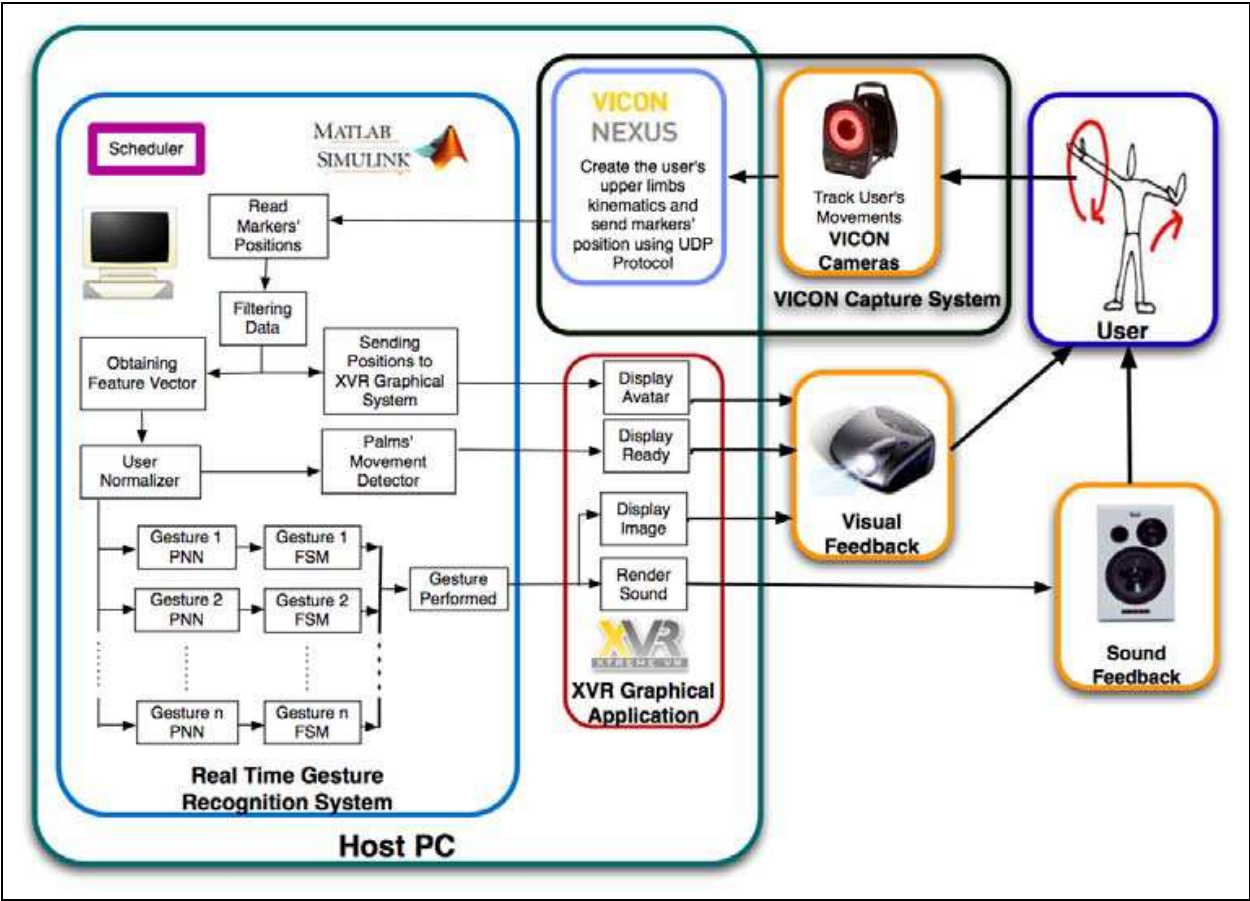 Scheduler
MATLAB
SIMULINK
Read
Markers'
Positions
Filtering
Data
Obtaining
Feature Vector
Sending
Positions to
XVR Graphical
System
User
Normalizer
Palms'
Movement
Detector
Gesture 1
PNN
Gesture 1
FSM
Gesture 2
PNN
Gesture 2
FSM
Gesture n
PNN
Gesture n
FSM
Gesture
Performed
Real Time Gesture
Recognition System
Host PC
VICON
NEXUS
Create the user's
upper limbs
kinematics and
send markers'
position using UDP
Protocol
Track User's
Movements
VICON
Cameras
VICON Capture System
User
Display
Avatar
Display
Ready
Display
Image
Render
Sound
XVR
XTREME VR
XVR Graphical
Application
Visual
Feedback
Sound
Feedback